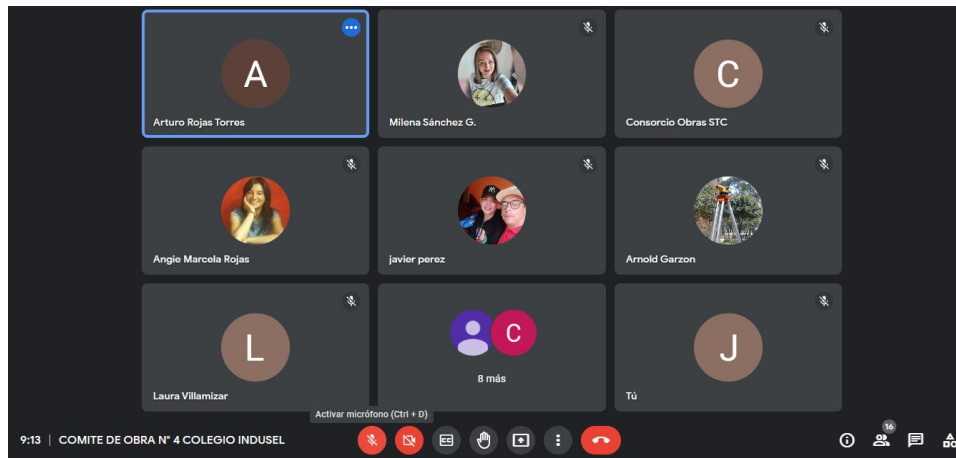 A
Arturo Rojas Torres
Milena Sánchez G.
C
Consorcio Obras STC
Angie Marcela Rojas
javier perez
Arnold Garzon
L
Laura Villamizar
C
8 más
J
Tú
Activar micrófono (Ctrl + D)
9:13 | COMITE DE OBRA N° 4 COLEGIO INDUSEL
CC
16